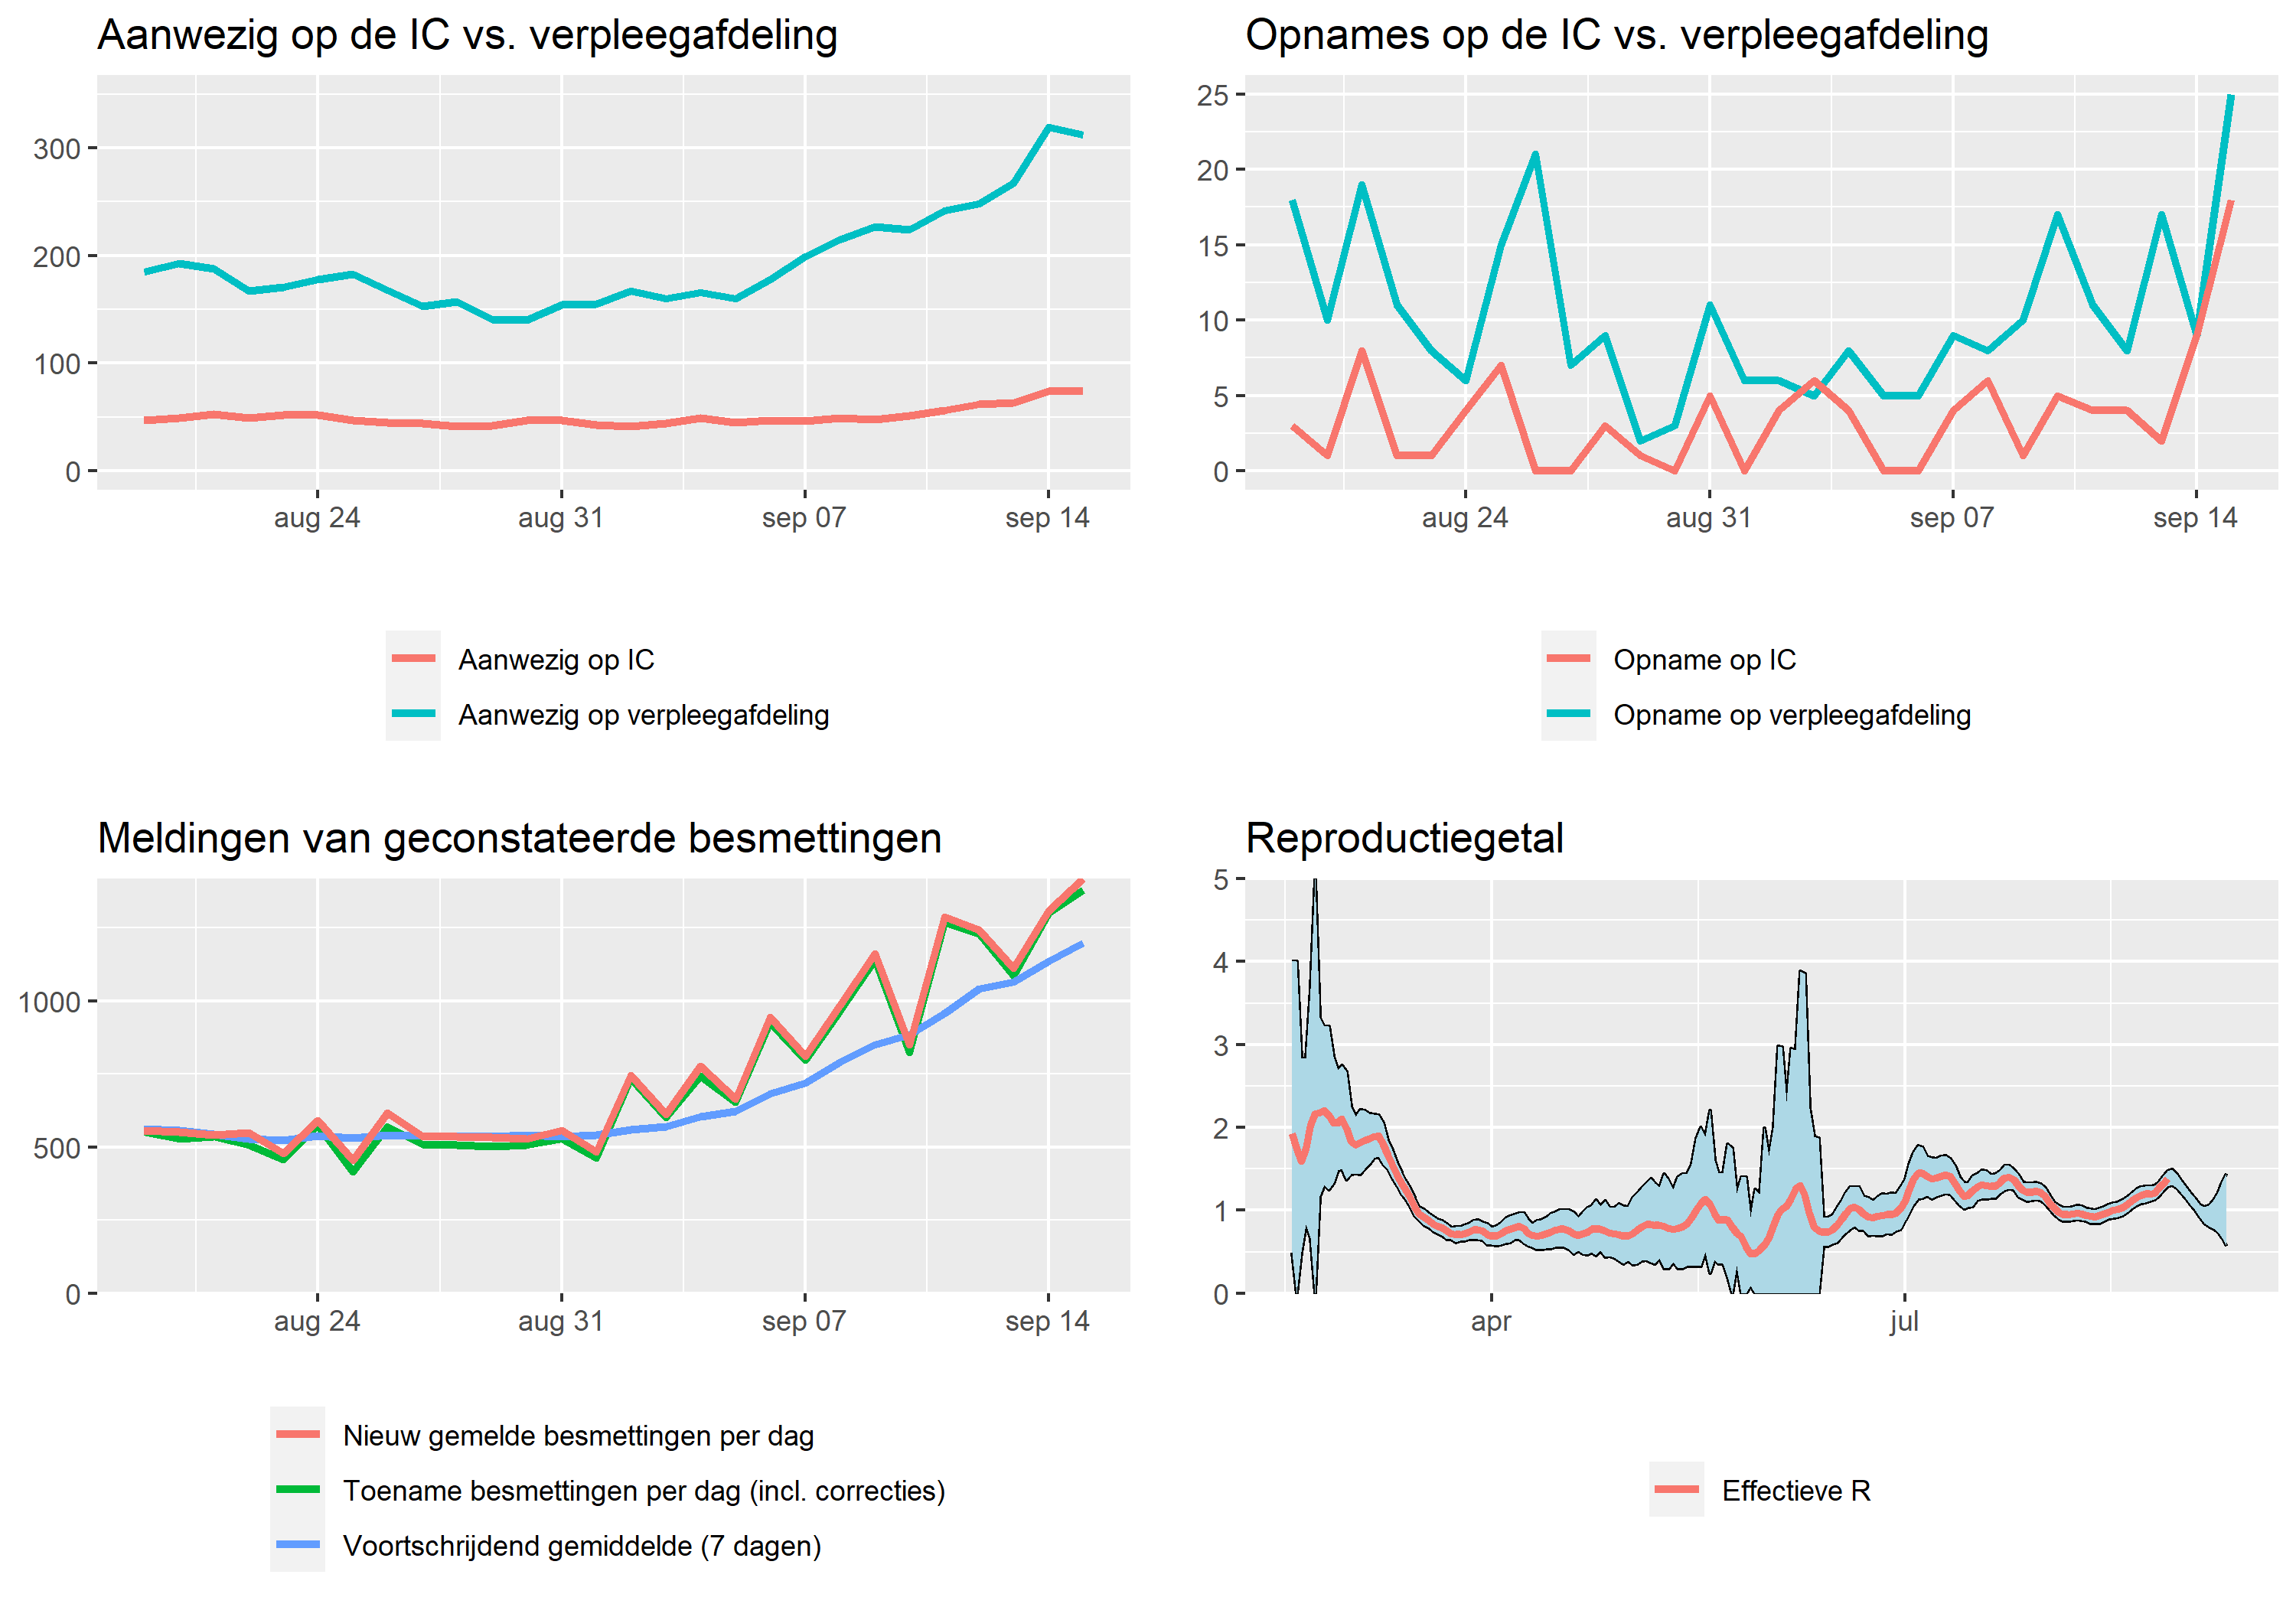 Aanwezig op de IC vs. verpleegafdeling
300
200
100
0
aug 24 aug 31 sep 07 sep 14
Aanwezig op IC
Aanwezig op verpleegafdeling
Opnames op de IC vs. verpleegafdeling
25
20
15
10
5
0
aug 24 aug 31 sep 07 sep 14
Opname op IC
Opname op verpleegafdeling
Meldingen van geconstateerde besmettingen
1000
500
0
aug 24 aug 31 sep 07 sep 14
Nieuw gemelde besmettingen per dag
Toename besmettingen per dag (incl. correcties)
Voortschrijdend gemiddelde (7 dagen)
Reproductiegetal
5
4
3
2
1
0
apr jul
Effectieve R